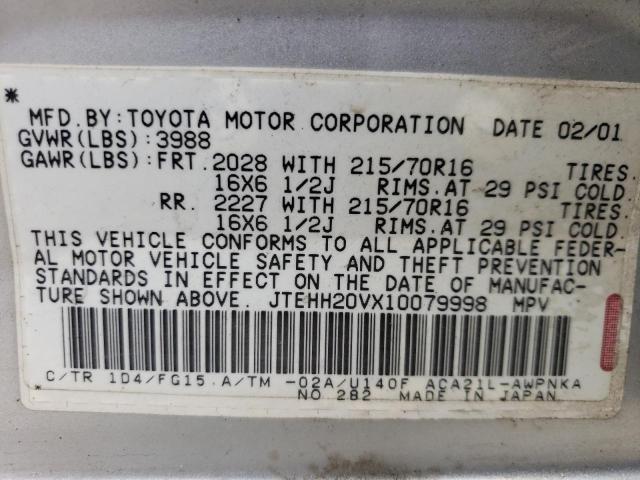 *
MFD.BY:TOYOTA MOTOR CORPORATION DATE 02/01
GVWR(LBS):3988
GAWR(LBS):FRT.2028 WITH 215/70R16 TIRES.
16X6 1/2J RIMS.AT 29 PSI COLD.
RR. 2227 WITH 215/70R16 TIRES.
16X6 1/2J RIMS.AT 29 PSI COLD.
THIS VEHICLE CONFORMS TO ALL APPLICABLE FEDER-
AL MOTOR VEHICLE SAFETY AND THEFT PREVENTION
STANDARDS IN EFFECT ON THE DATE OF MANUFAC-
TURE SHOWN ABOVE. JTEHH20VX10079998 MPV
C/TR 1D4/FG15 A/TM -02A/U140F ACA21L-AWPNKA
NO 282 MADE IN JAPAN